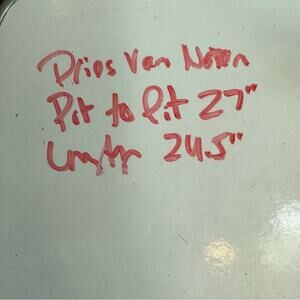 Dries Van Noten
Pit to Pit 27"
Length 24.5"